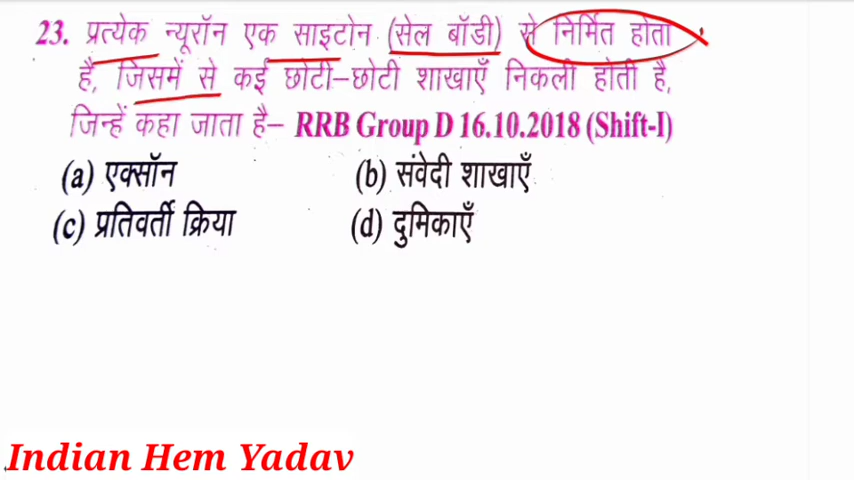 23. प्रत्येक न्यूरॉन एक साइटोन (सेल बॉडी) से निर्मित होता
है, जिसमें से कई छोटी-छोटी शाखाएँ निकली होती है,
जिन्हें कहा जाता है– RRB Group D 16.10.2018 (Shift-I)
(a) एक्सॉन (b) संवेदी शाखाएँ
(c) प्रतिवर्ती क्रिया (d) दुमिकाएँ
Indian Hem Yadav